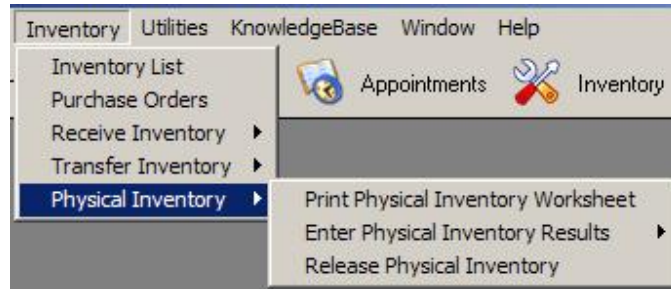 Inventory Utilities KnowledgeBase Window Help
Inventory List
Purchase Orders
Receive Inventory
Transfer Inventory
Physical Inventory
Appointments Inventory
Print Physical Inventory Worksheet
Enter Physical Inventory Results
Release Physical Inventory